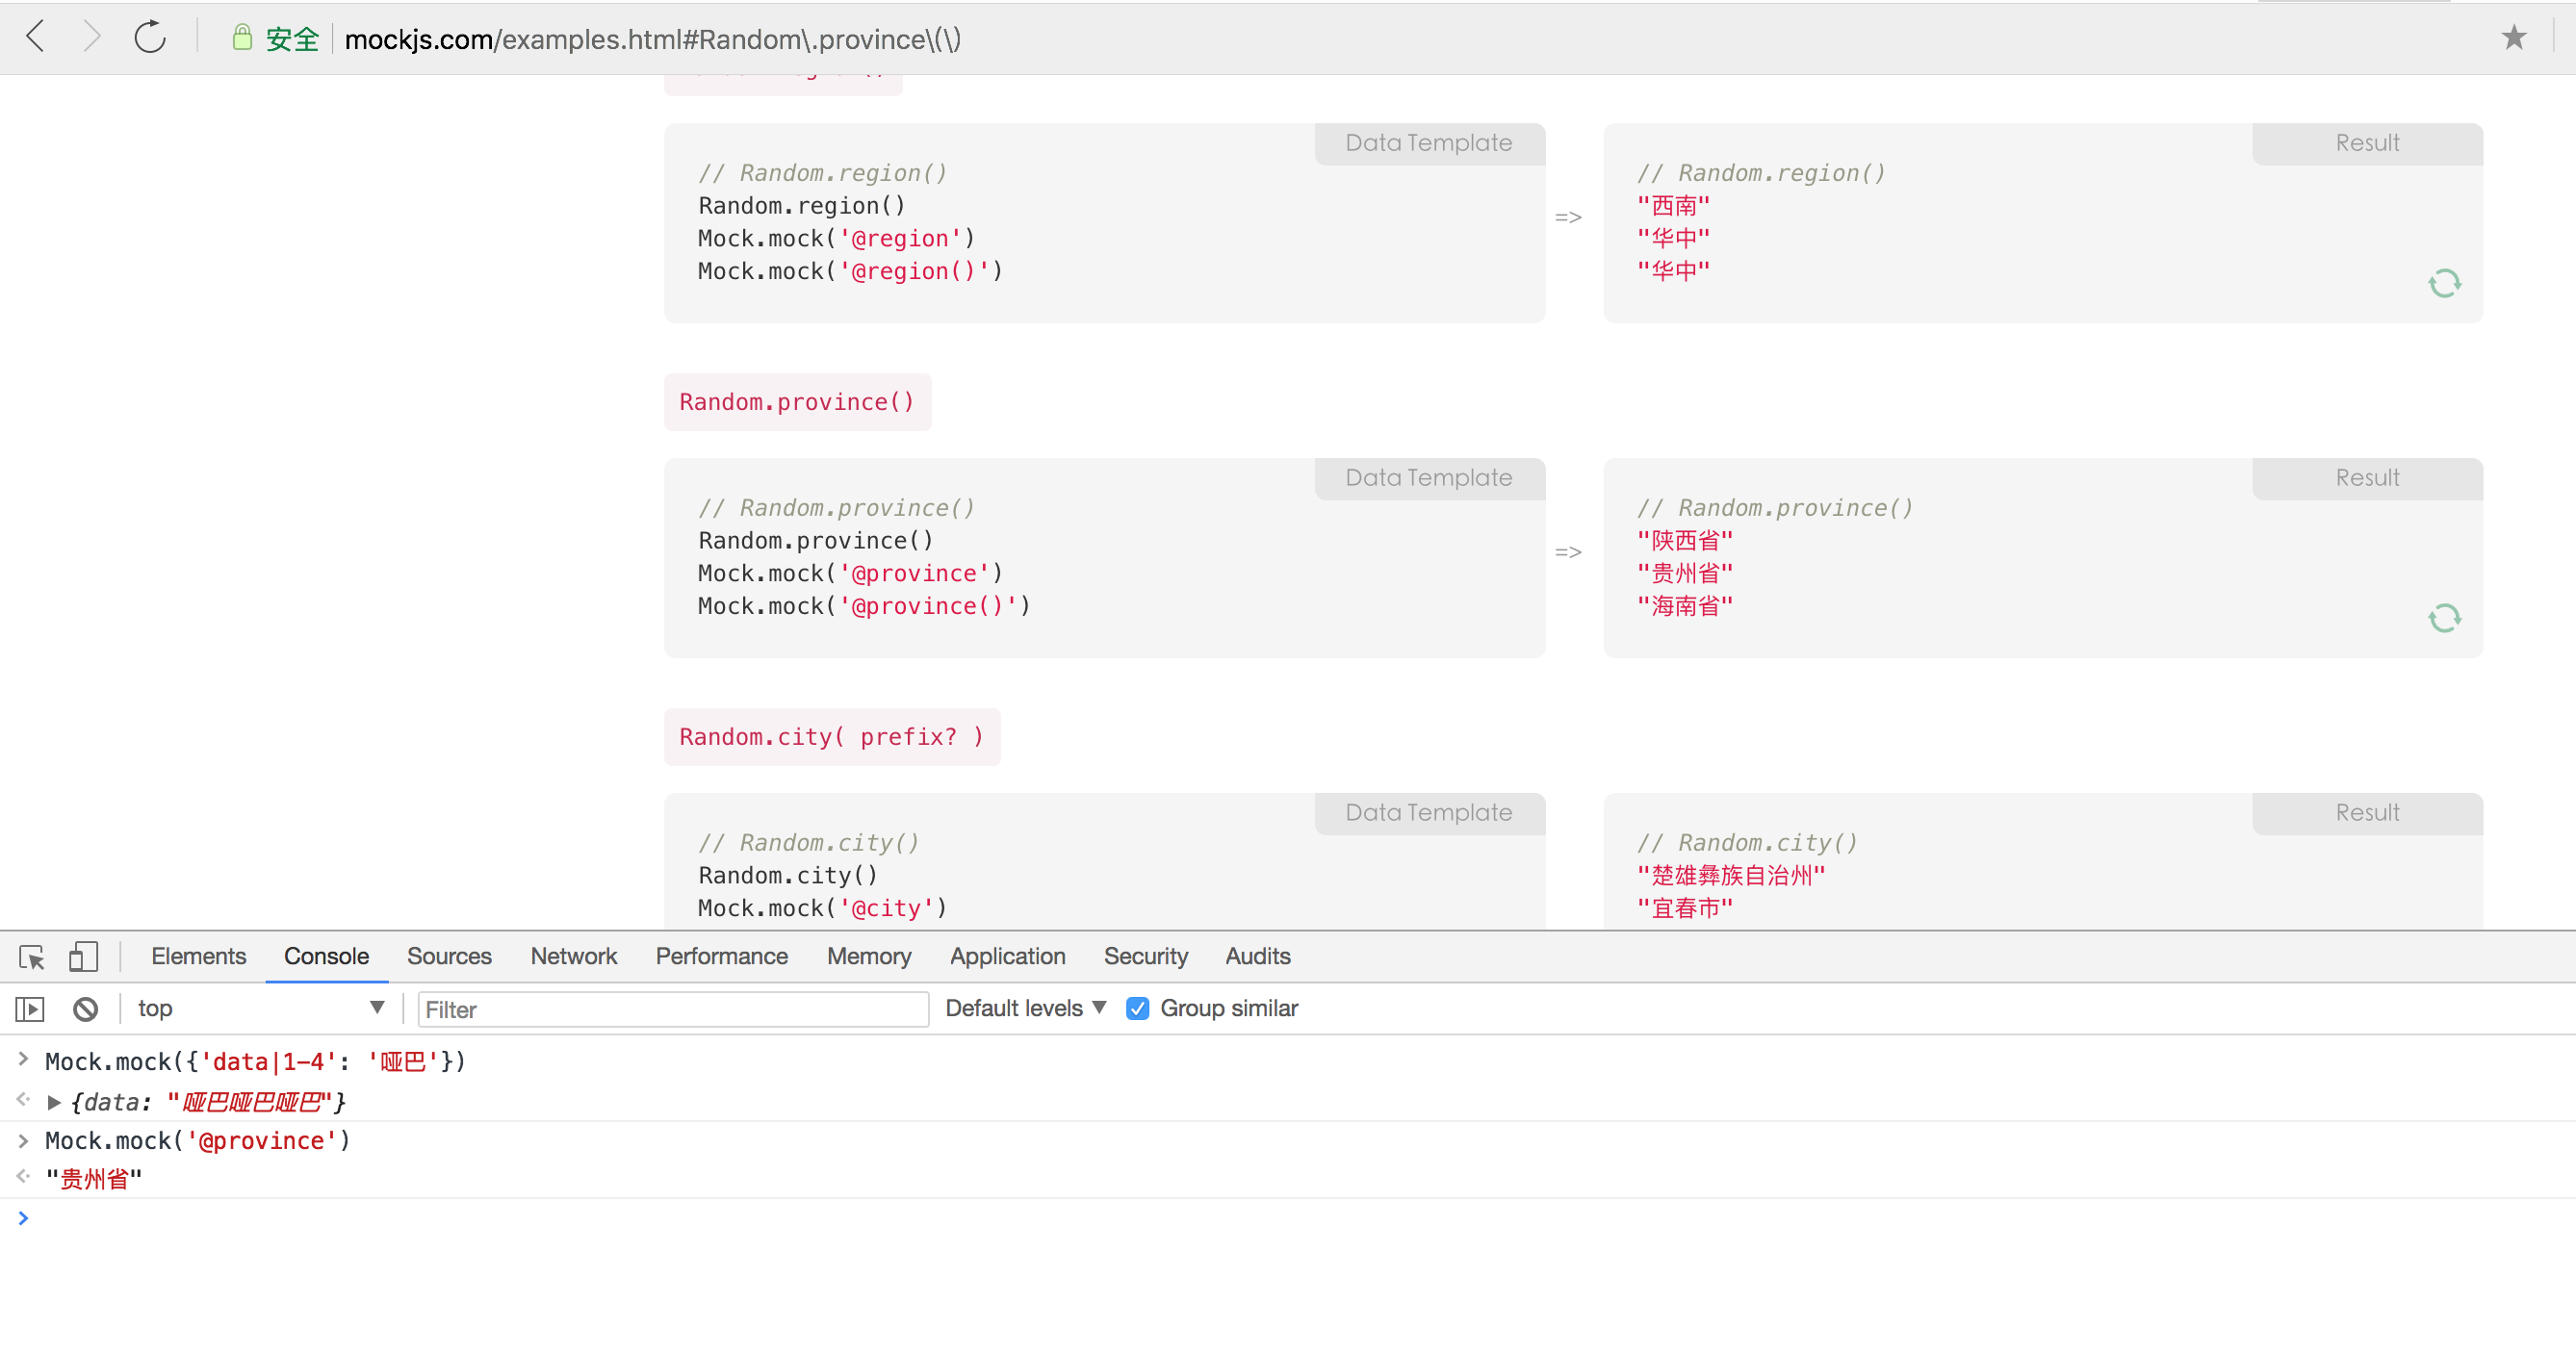 安全 mockjs.com/examples.html#Random\.province\(\)
Data Template
// Random.region()
Random.region()
Mock.mock('@region')
Mock.mock('@region()')
=>
Result
// Random.region()
"西南"
"华中"
"华中"
Random.province()
Data Template
// Random.province()
Random.province()
Mock.mock('@province')
Mock.mock('@province()')
=>
Result
// Random.province()
"陕西省"
"贵州省"
"海南省"
Random.city( prefix? )
Data Template
// Random.city()
Random.city()
Mock.mock('@city')
Result
// Random.city()
"楚雄彝族自治州"
"宜春市"
Elements Console Sources Network Performance Memory Application Security Audits
top Filter Default levels Group similar
Mock.mock({'data|1-4': '哑巴'})
{data: "哑巴哑巴哑巴"}
Mock.mock('@province')
"贵州省"